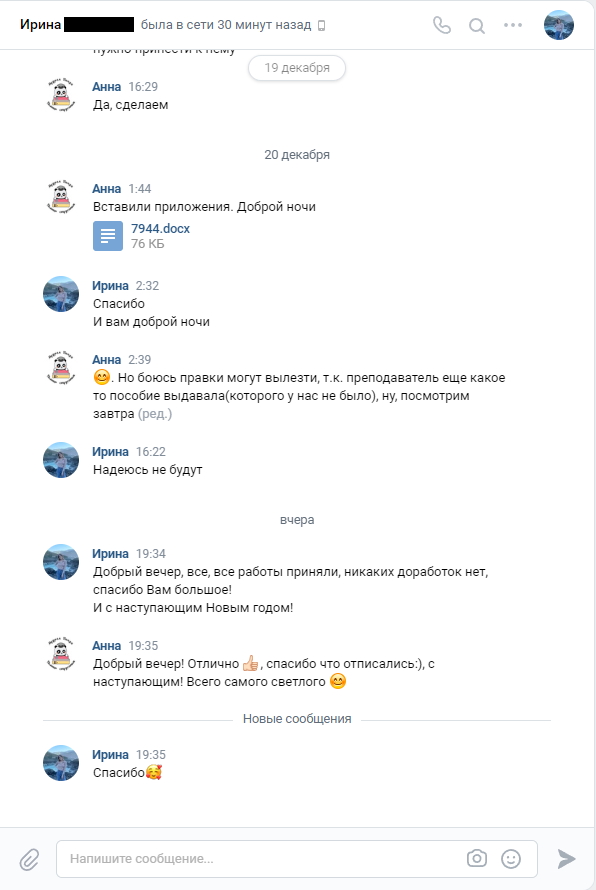 Ирина была в сети 30 минут назад
нужно принести к нему
19 декабря
Анна 16:29
Да, сделаем
20 декабря
Анна 1:44
Вставили приложения. Доброй ночи
7944.docx
76 КБ
Ирина 2:32
Спасибо
И вам доброй ночи
Анна 2:39
😊. Но боюсь правки могут вылезти, т.к. преподаватель еще какое
то пособие выдавала(которого у нас не было), ну, посмотрим
завтра (ред.)
Ирина 16:22
Надеюсь не будут
вчера
Ирина 19:34
Добрый вечер, все, все работы приняли, никаких доработок нет,
спасибо Вам большое!
И с наступающим Новым годом!
Анна 19:35
Добрый вечер! Отлично 👍, спасибо что отписались:), с
наступающим! Всего самого светлого 😊
Новые сообщения
Ирина 19:35
Спасибо🥰
Напишите сообщение...